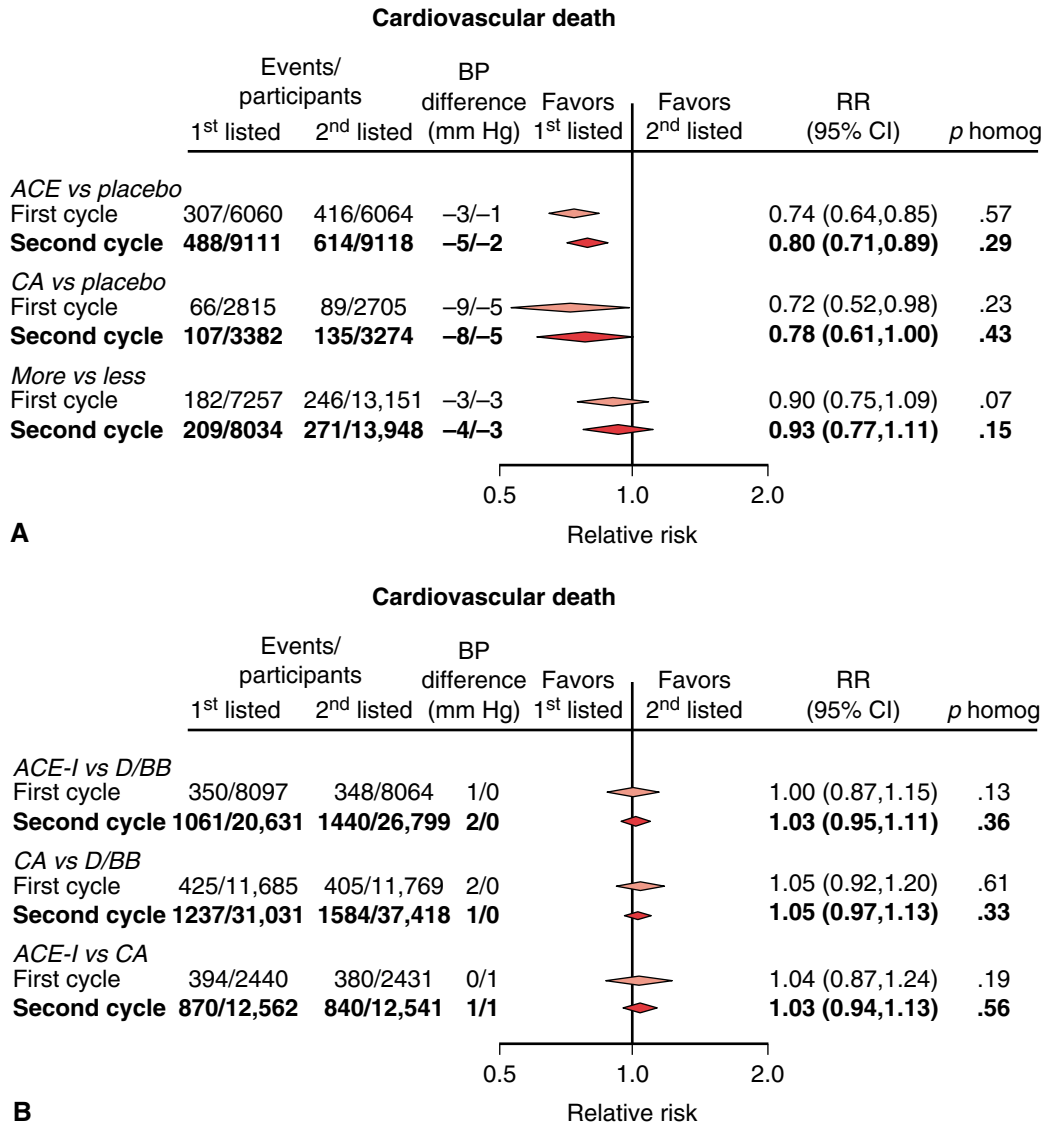 Cardiovascular death
Events/ participants BP difference (mm Hg) Favors 1st listed Favors 2nd listed RR (95% CI) p homog
1st listed 2nd listed
ACE vs placebo
First cycle 307/6060 416/6064 –3/–1 0.74 (0.64,0.85) .57
Second cycle 488/9111 614/9118 –5/–2 0.80 (0.71,0.89) .29
CA vs placebo
First cycle 66/2815 89/2705 –9/–5 0.72 (0.52,0.98) .23
Second cycle 107/3382 135/3274 –8/–5 0.78 (0.61,1.00) .43
More vs less
First cycle 182/7257 246/13,151 –3/–3 0.90 (0.75,1.09) .07
Second cycle 209/8034 271/13,948 –4/–3 0.93 (0.77,1.11) .15
0.5 1.0 2.0
Relative risk
A
Cardiovascular death
Events/ participants BP difference (mm Hg) Favors 1st listed Favors 2nd listed RR (95% CI) p homog
1st listed 2nd listed
ACE-I vs D/BB
First cycle 350/8097 348/8064 1/0 1.00 (0.87,1.15) .13
Second cycle 1061/20,631 1440/26,799 2/0 1.03 (0.95,1.11) .36
CA vs D/BB
First cycle 425/11,685 405/11,769 2/0 1.05 (0.92,1.20) .61
Second cycle 1237/31,031 1584/37,418 1/0 1.05 (0.97,1.13) .33
ACE-I vs CA
First cycle 394/2440 380/2431 0/1 1.04 (0.87,1.24) .19
Second cycle 870/12,562 840/12,541 1/1 1.03 (0.94,1.13) .56
0.5 1.0 2.0
Relative risk
B